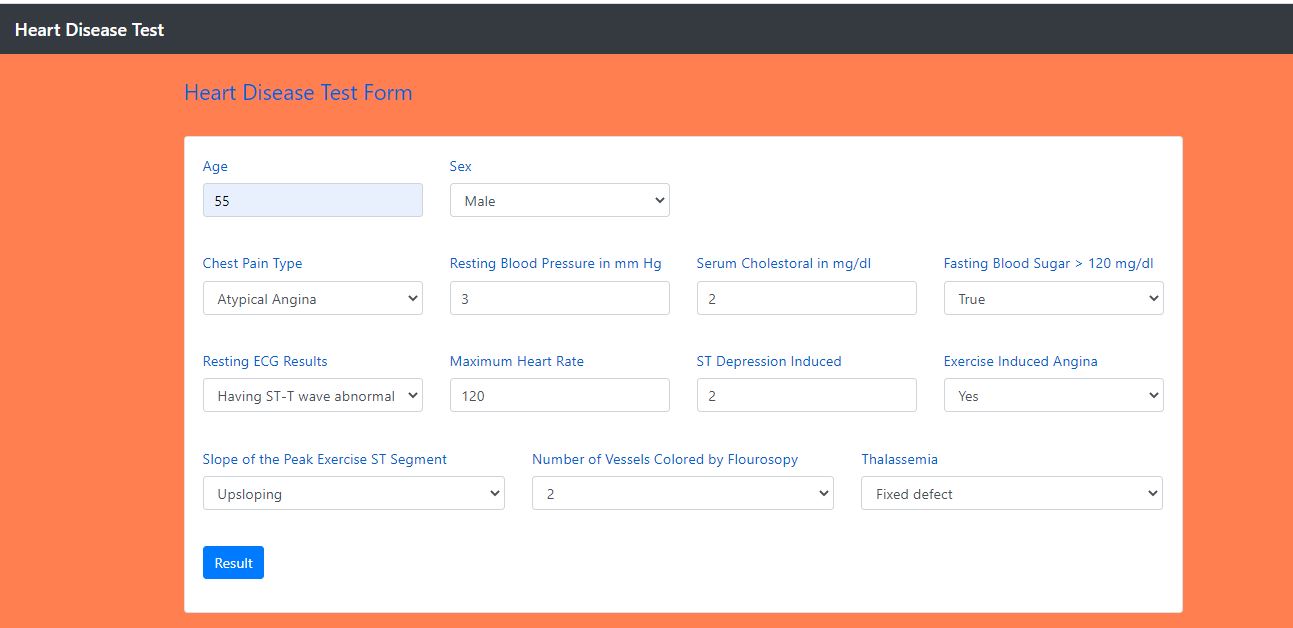 Heart Disease Test
Heart Disease Test Form
Age Sex
55 Male
Chest Pain Type Resting Blood Pressure in mm Hg Serum Cholestoral in mg/dl Fasting Blood Sugar > 120 mg/dl
Atypical Angina 3 2 True
Resting ECG Results Maximum Heart Rate ST Depression Induced Exercise Induced Angina
Having ST-T wave abnormal 120 2 Yes
Slope of the Peak Exercise ST Segment Number of Vessels Colored by Flourosopy Thalassemia
Upsloping 2 Fixed defect
Result